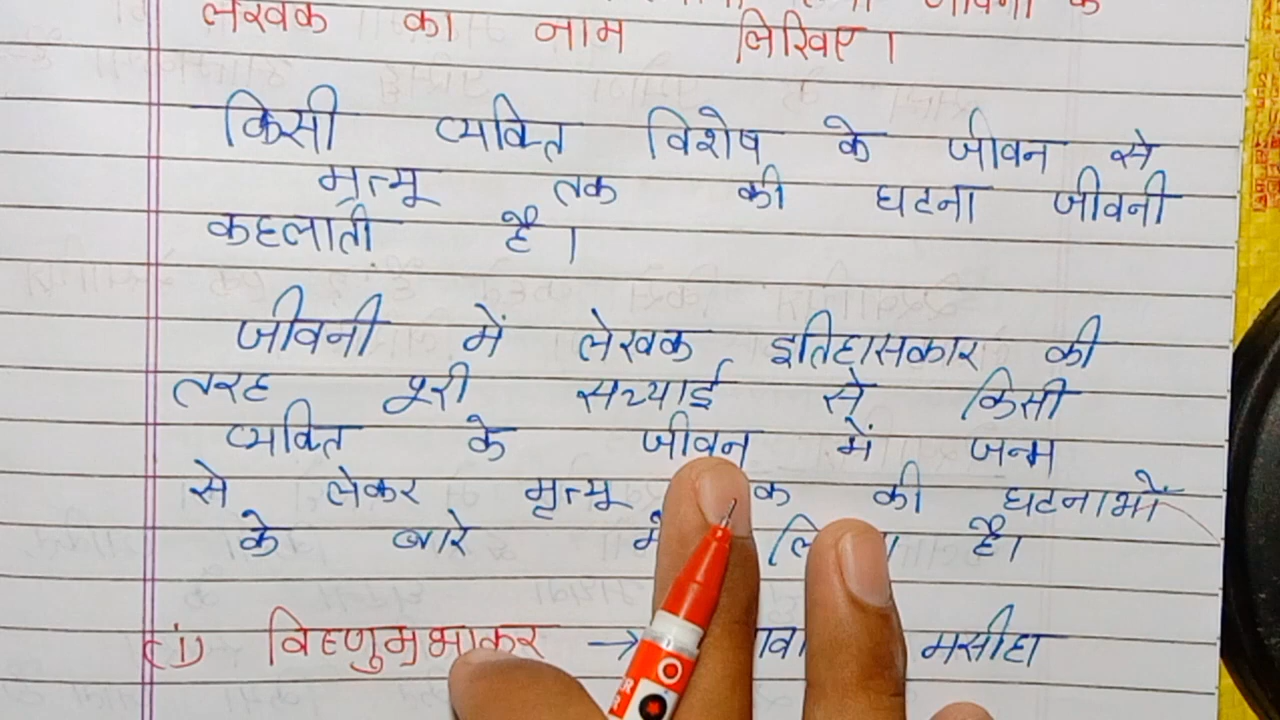 लेखक का नाम लिखिए।
किसी व्यक्ति विशेष के जीवन से
मृत्यू तक की घटना जीवनी
कहलाती है।
जीवनी में लेखक इतिहासकार की
तरह पूरी सच्चाई से किसी
व्यक्ति के जीवन में जन्म
से लेकर मृत्यू की घटनाओं
के बारे है।
(1) विष्णुप्रभाकर → मसीहा